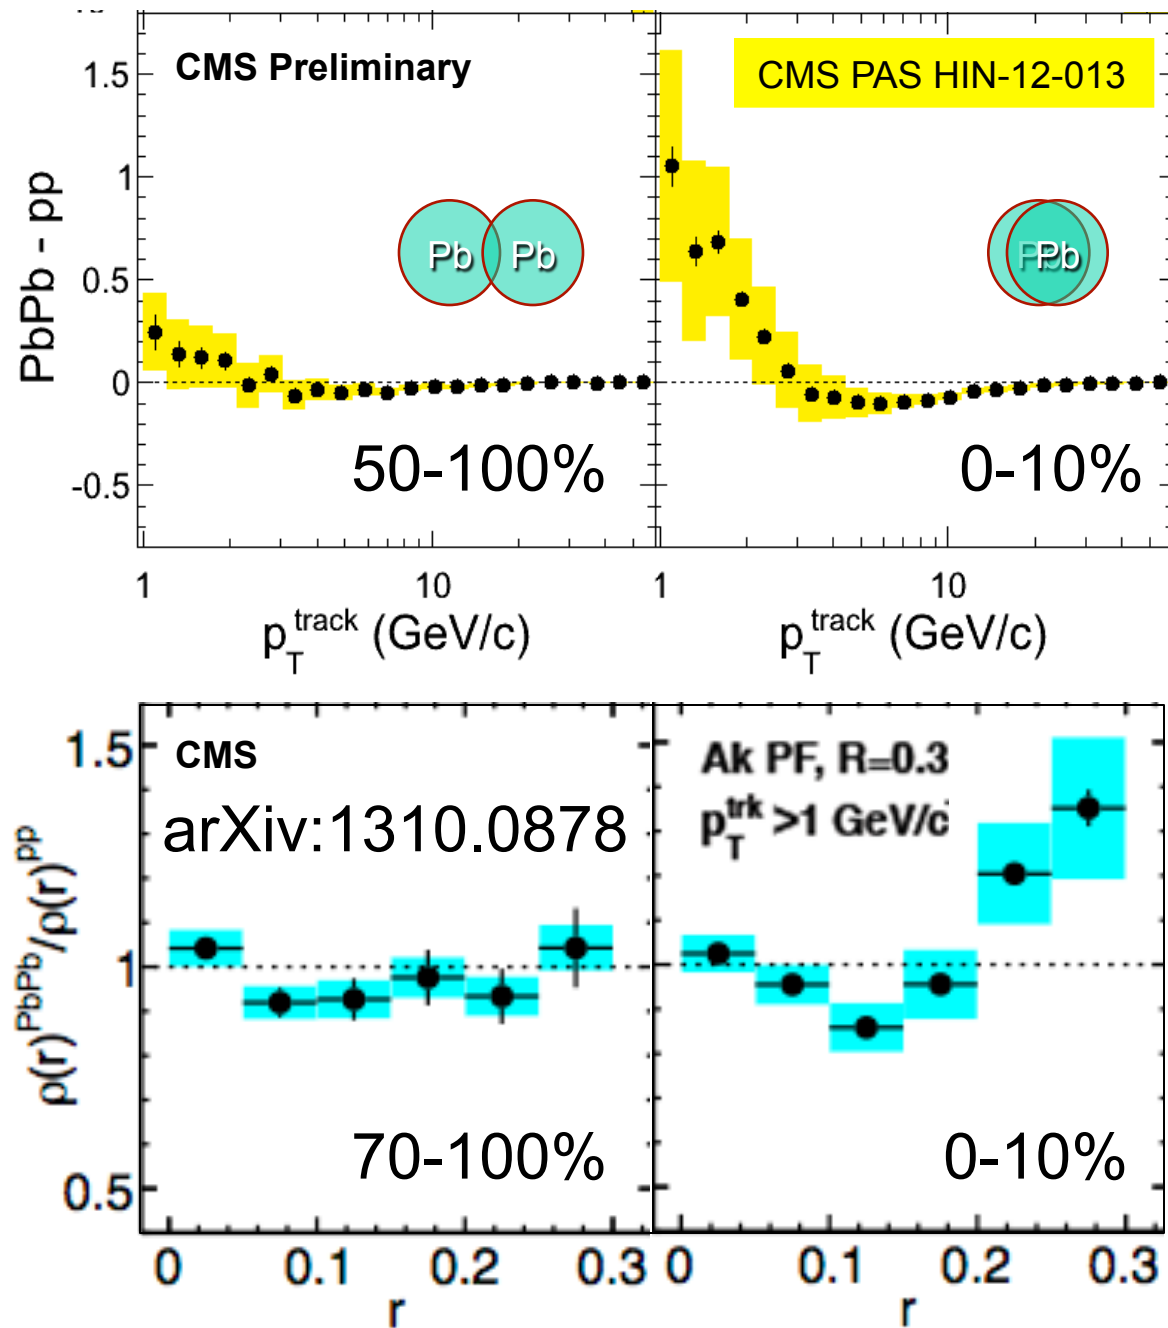 CMS Preliminary
CMS PAS HIN-12-013
PbPb - pp
1.5
1
0.5
0
-0.5
Pb Pb
Pb Pb
50-100%
0-10%
1 10
1 10
p_T^track (GeV/c)
p_T^track (GeV/c)
CMS
arXiv:1310.0878
Ak PF, R=0.3
p_T^trk >1 GeV/c
ρ(r)^PbPb/ρ(r)^pp
1.5
1
0.5
70-100%
0-10%
0 0.1 0.2 0.3
0 0.1 0.2 0.3
r
r